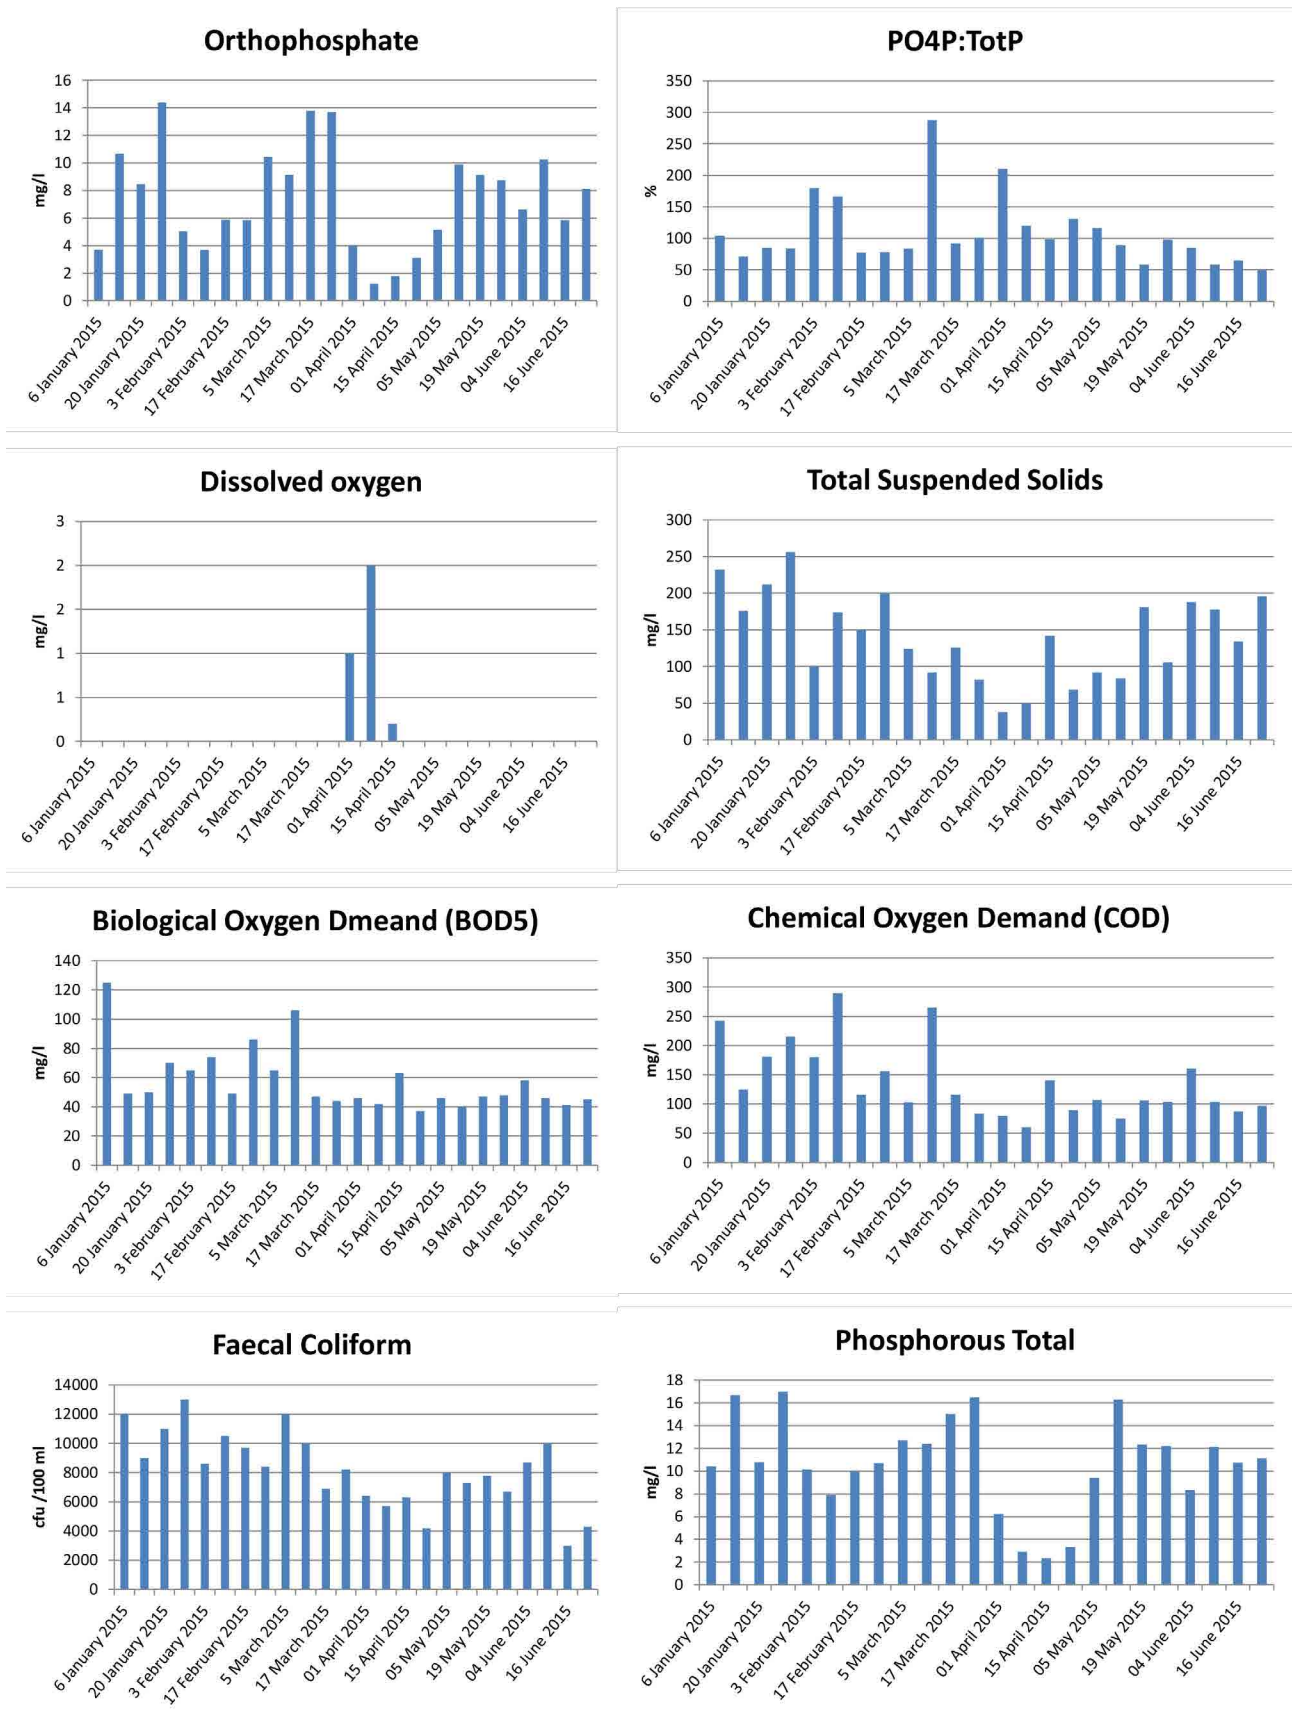 Orthophosphate
mg/l
16
14
12
10
8
6
4
2
0
6 January 2015
20 January 2015
3 February 2015
17 February 2015
5 March 2015
17 March 2015
01 April 2015
15 April 2015
05 May 2015
19 May 2015
04 June 2015
16 June 2015
PO4P:TotP
%
350
300
250
200
150
100
50
0
6 January 2015
20 January 2015
3 February 2015
17 February 2015
5 March 2015
17 March 2015
01 April 2015
15 April 2015
05 May 2015
19 May 2015
04 June 2015
16 June 2015
Dissolved oxygen
mg/l
3
2
2
1
1
0
6 January 2015
20 January 2015
3 February 2015
17 February 2015
5 March 2015
17 March 2015
01 April 2015
15 April 2015
05 May 2015
19 May 2015
04 June 2015
16 June 2015
Total Suspended Solids
mg/l
300
250
200
150
100
50
0
6 January 2015
20 January 2015
3 February 2015
17 February 2015
5 March 2015
17 March 2015
01 April 2015
15 April 2015
05 May 2015
19 May 2015
04 June 2015
16 June 2015
Biological Oxygen Dmeand (BOD5)
mg/l
140
120
100
80
60
40
20
0
6 January 2015
20 January 2015
3 February 2015
17 February 2015
5 March 2015
17 March 2015
01 April 2015
15 April 2015
05 May 2015
19 May 2015
04 June 2015
16 June 2015
Chemical Oxygen Demand (COD)
mg/l
350
300
250
200
150
100
50
0
6 January 2015
20 January 2015
3 February 2015
17 February 2015
5 March 2015
17 March 2015
01 April 2015
15 April 2015
05 May 2015
19 May 2015
04 June 2015
16 June 2015
Faecal Coliform
cfu /100 ml
14000
12000
10000
8000
6000
4000
2000
0
6 January 2015
20 January 2015
3 February 2015
17 February 2015
5 March 2015
17 March 2015
01 April 2015
15 April 2015
05 May 2015
19 May 2015
04 June 2015
16 June 2015
Phosphorous Total
mg/l
18
16
14
12
10
8
6
4
2
0
6 January 2015
20 January 2015
3 February 2015
17 February 2015
5 March 2015
17 March 2015
01 April 2015
15 April 2015
05 May 2015
19 May 2015
04 June 2015
16 June 2015